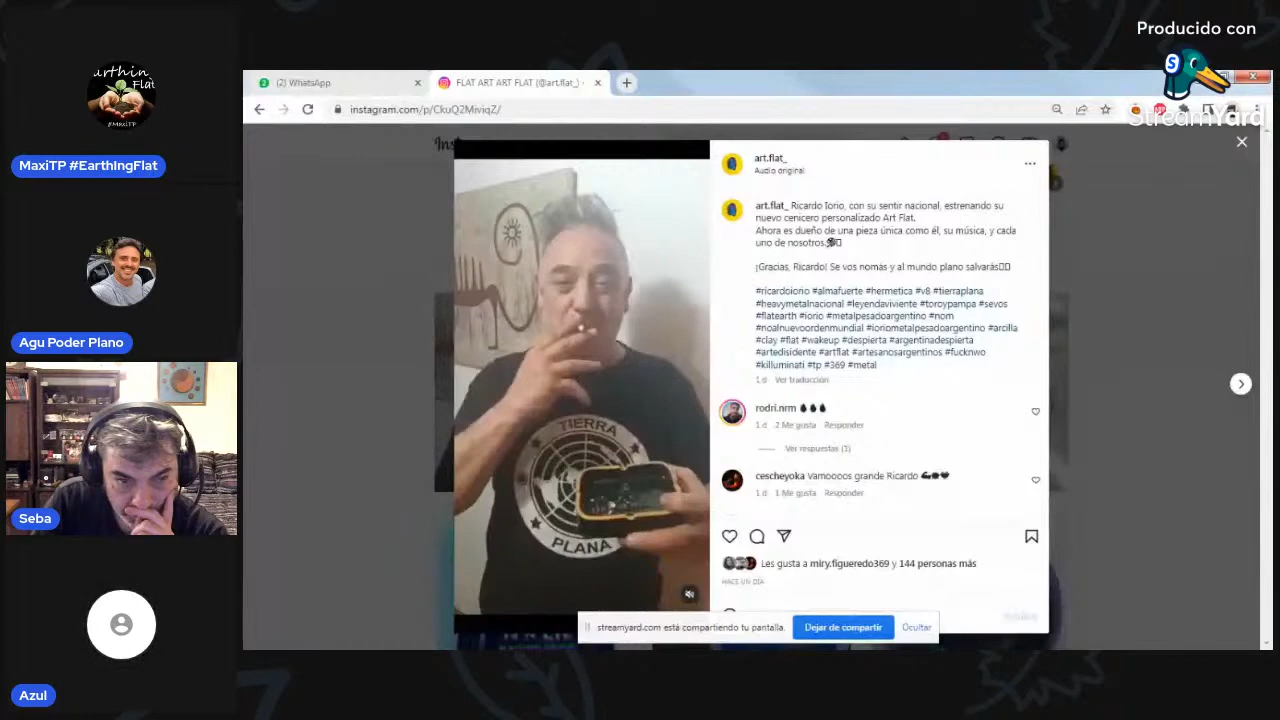 Producido con
StreamYard
earthin
Flat
#MaxiTP
MaxiTP #EarthIngFlat
Agu Poder Plano
Seba
Azul
(2) WhatsApp
FLAT ART ART FLAT (@art.flat_) ·
instagram.com/p/CkuQ2MiviqZ/
art.flat_
Audio original
art.flat_ Ricardo Iorio, con su sentir nacional, estrenando su
nuevo cenicero personalizado Art Flat.
Ahora es dueño de una pieza única como él, su música, y cada
uno de nosotros.
¡Gracias, Ricardo! Se vos nomás y al mundo plano salvarás
#ricardoiorio #almafuerte #hermetica #v8 #tierraplana
#heavymetalnacional #leyendaviviente #toroypampa #sevos
#flatearth #iorio #metalpesadoargentino #nom
#noalnuevoordenmundial #ioriometalpesadoargentino #arcilla
#clay #flat #wakeup #despierta #argentinadespierta
#artedisidente #artflat #artesanosargentinos #fucknwo
#killuminati #tp #369 #metal
1 d Ver traducción
rodri.nrm
1 d 2 Me gusta Responder
Ver respuestas (1)
cescheyoka Vamoooos grande Ricardo
1 d 1 Me gusta Responder
Les gusta a miry.figueredo369 y 144 personas más
HACE UN DÍA
TIERRA
PLANA
streamyard.com está compartiendo tu pantalla.
Dejar de compartir
Ocultar